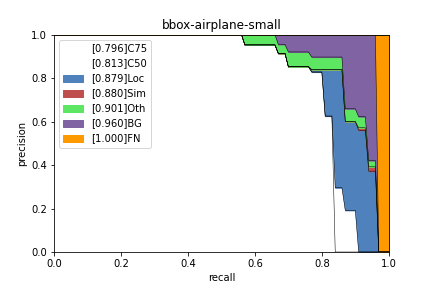 bbox-airplane-small
1.0
0.8
0.6
0.4
0.2
0.0
precision
[0.796]C75
[0.813]C50
[0.879]Loc
[0.880]Sim
[0.901]Oth
[0.960]BG
[1.000]FN
0.0 0.2 0.4 0.6 0.8 1.0
recall